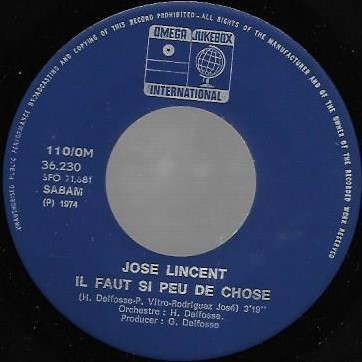 UNAUTHORISED PUBLIC PERFORMANCE BROADCASTING AND COPYING OF THIS RECORD PROHIBITED - ALL RIGHTS OF THE MANUFACTURER AND OF THE OWNER OF THE RECORDED WORK RESERVED
OMEGA JUKEBOX
INTERNATIONAL
110/OM
36.230
SFO 21.681
SABAM
(P) 1974
JOSE LINCENT
IL FAUT SI PEU DE CHOSE
(H. Delfosse-P. Vitro-Rodriguez José) 3'19"
Orchestre : H. Delfosse.
Producer : G. Delfosse